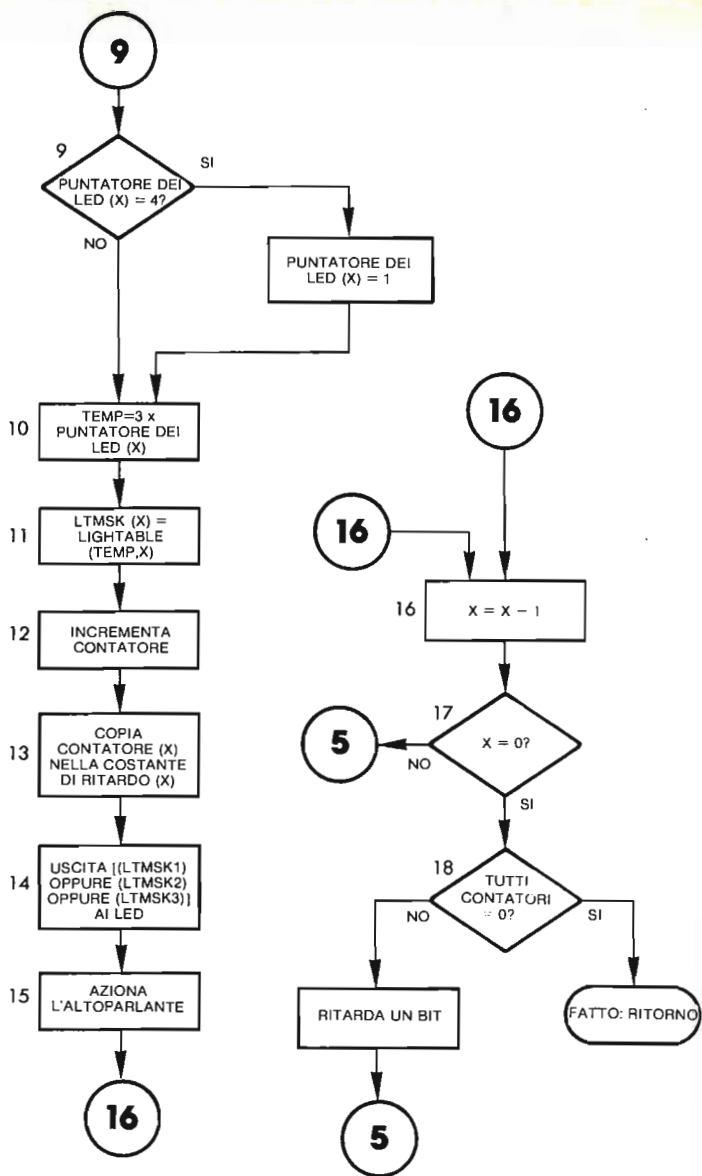 9
9
PUNTATORE DEI
LED (X) = 4?
SI
NO
PUNTATORE DEI
LED (X) = 1
10
TEMP=3 x
PUNTATORE DEI
LED (X)
11
LTMSK (X) =
LIGHTABLE
(TEMP,X)
12
INCREMENTA
CONTATORE
13
COPIA
CONTATORE (X)
NELLA COSTANTE
DI RITARDO (X)
14
USCITA [(LTMSK1)
OPPURE (LTMSK2)
OPPURE (LTMSK3)]
AI LED
15
AZIONA
L'ALTOPARLANTE
16
16
16
16
X = X − 1
17
X = 0?
NO
5
SI
18
TUTTI
CONTATORI
= 0?
NO
SI
RITARDA UN BIT
FATTO: RITORNO
5